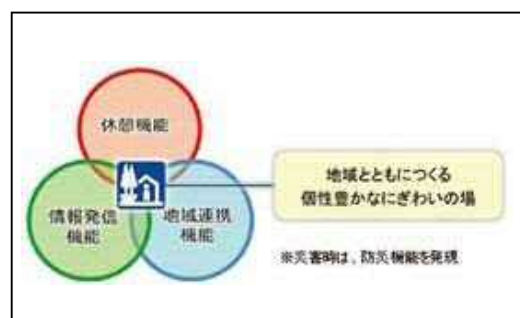 休憩機能
情報発信
機能
地域連携
機能
地域とともにつくる
個性豊かなにぎわいの場
※災害時は、防災機能を発現